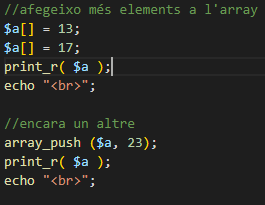 //afegeixo més elements a l'array
$a[] = 13;
$a[] = 17;
print_r( $a );
echo "<br>";

//encara un altre
array_push ($a, 23);
print_r( $a );
echo "<br>";